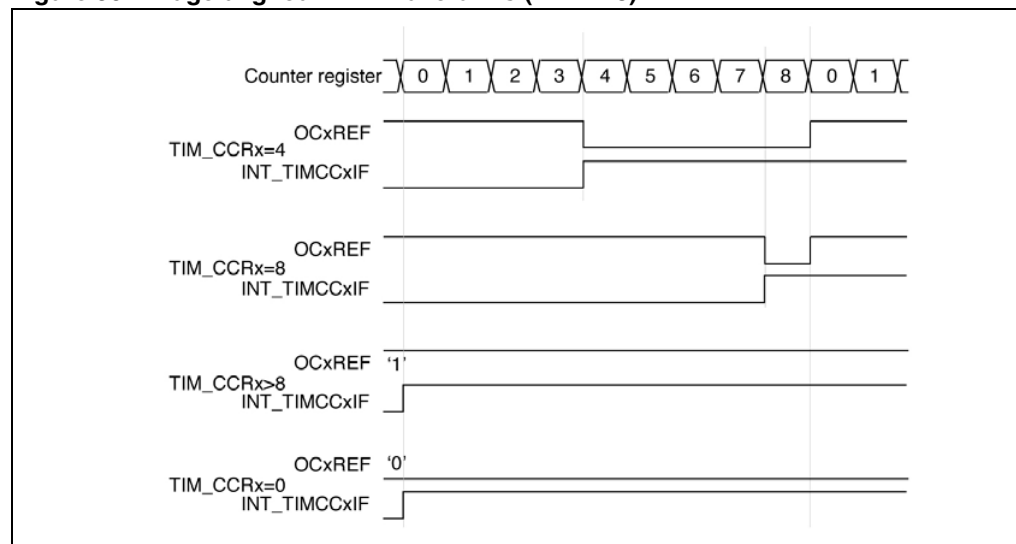 Counter register 0 1 2 3 4 5 6 7 8 0 1
OCxREF
TIM_CCRx=4
INT_TIMCCxIF
OCxREF
TIM_CCRx=8
INT_TIMCCxIF
OCxREF '1'
TIM_CCRx>8
INT_TIMCCxIF
OCxREF '0'
TIM_CCRx=0
INT_TIMCCxIF